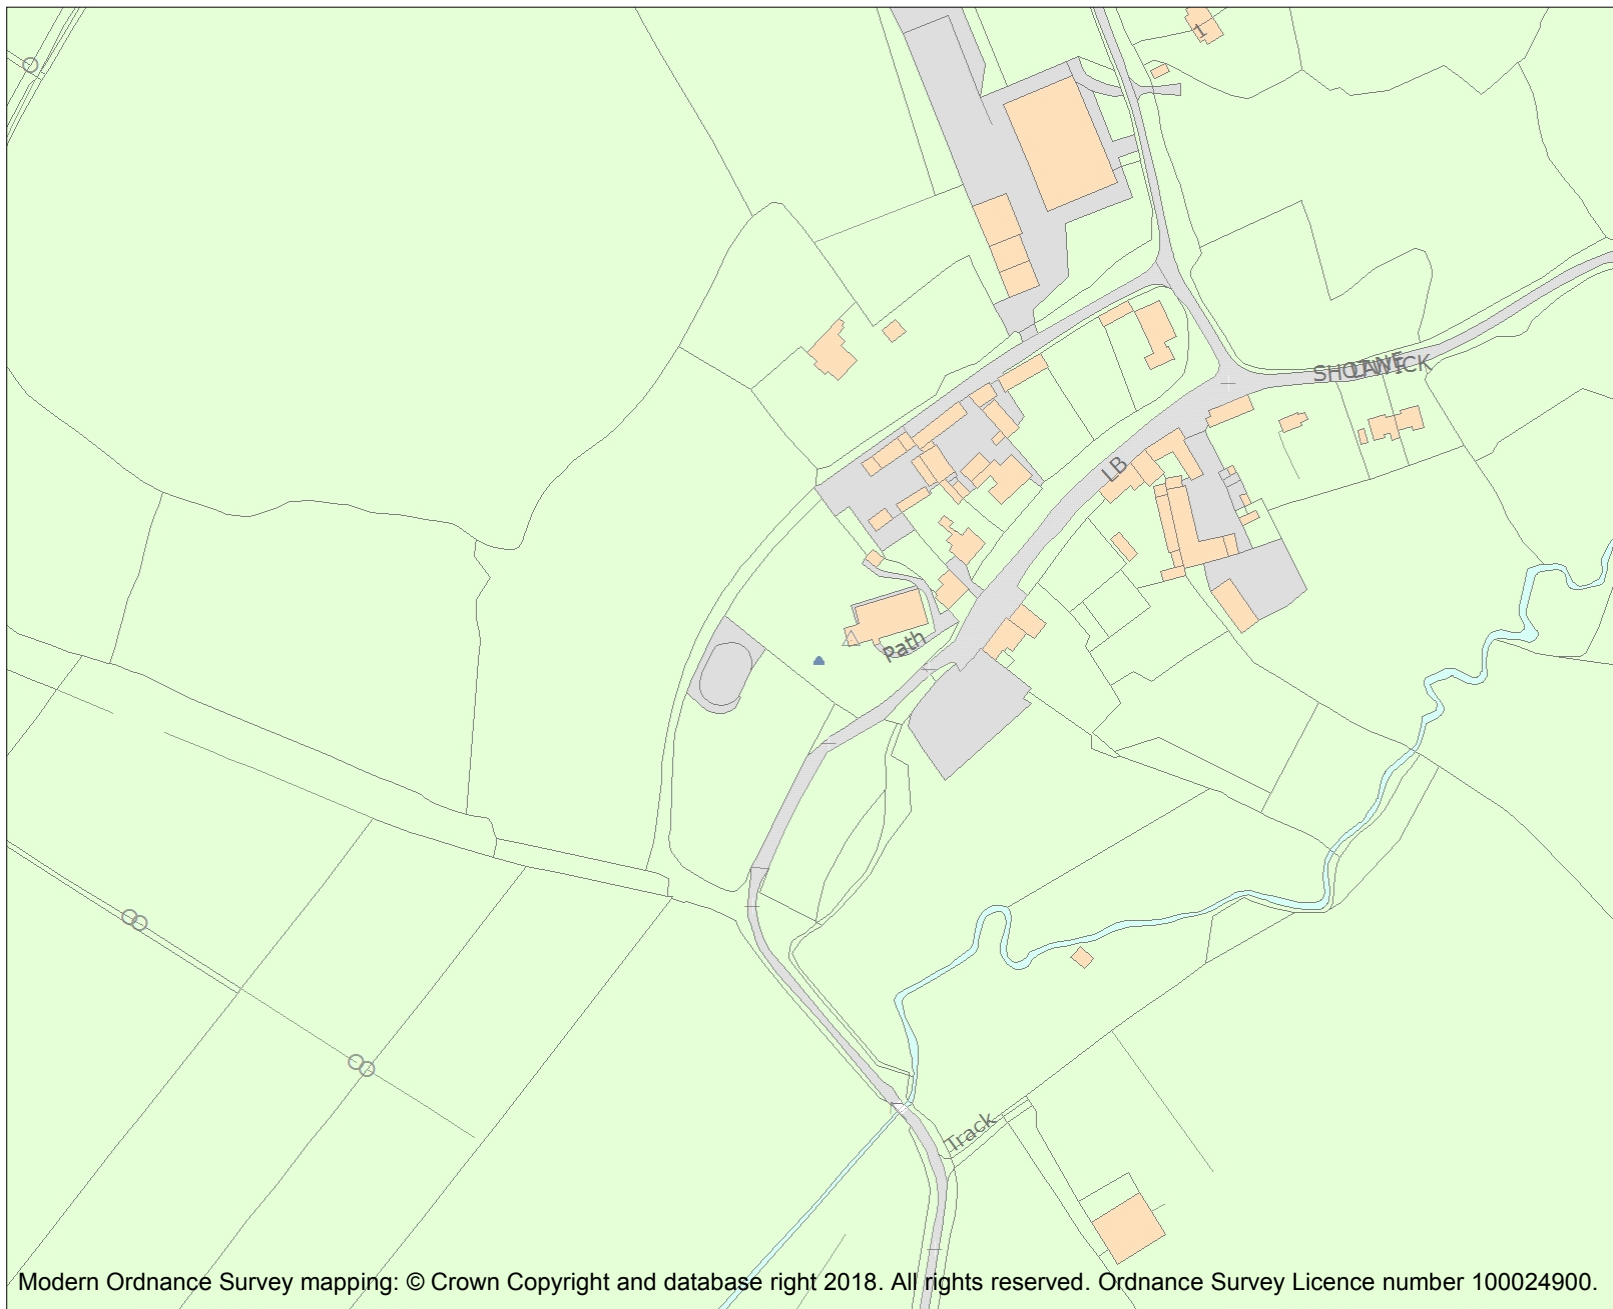 1
SHOTWICK
LANE
LB
Path
Track
Modern Ordnance Survey mapping: © Crown Copyright and database right 2018. All rights reserved. Ordnance Survey Licence number 100024900.